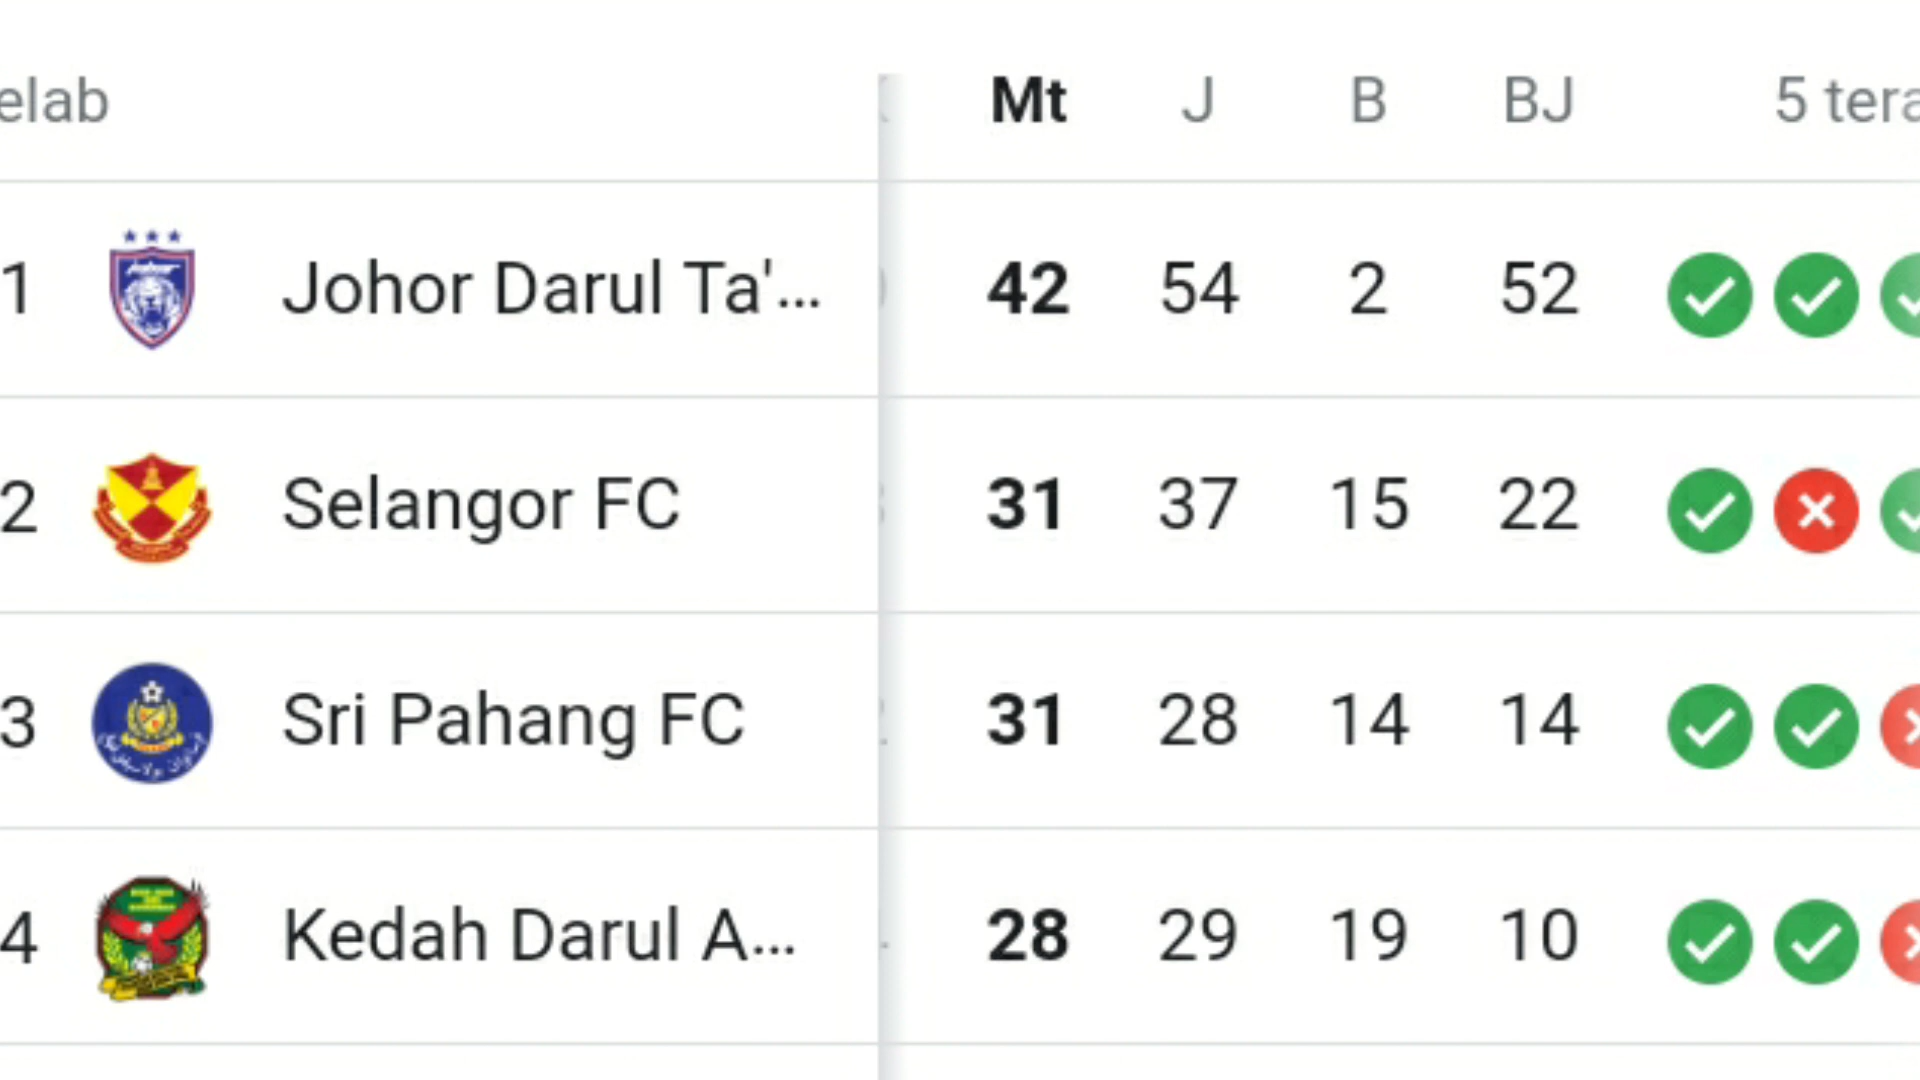 elab Mt J B BJ 5 tera
1 Johor Darul Ta'... 42 54 2 52
2 Selangor FC 31 37 15 22
3 Sri Pahang FC 31 28 14 14
4 Kedah Darul A... 28 29 19 10